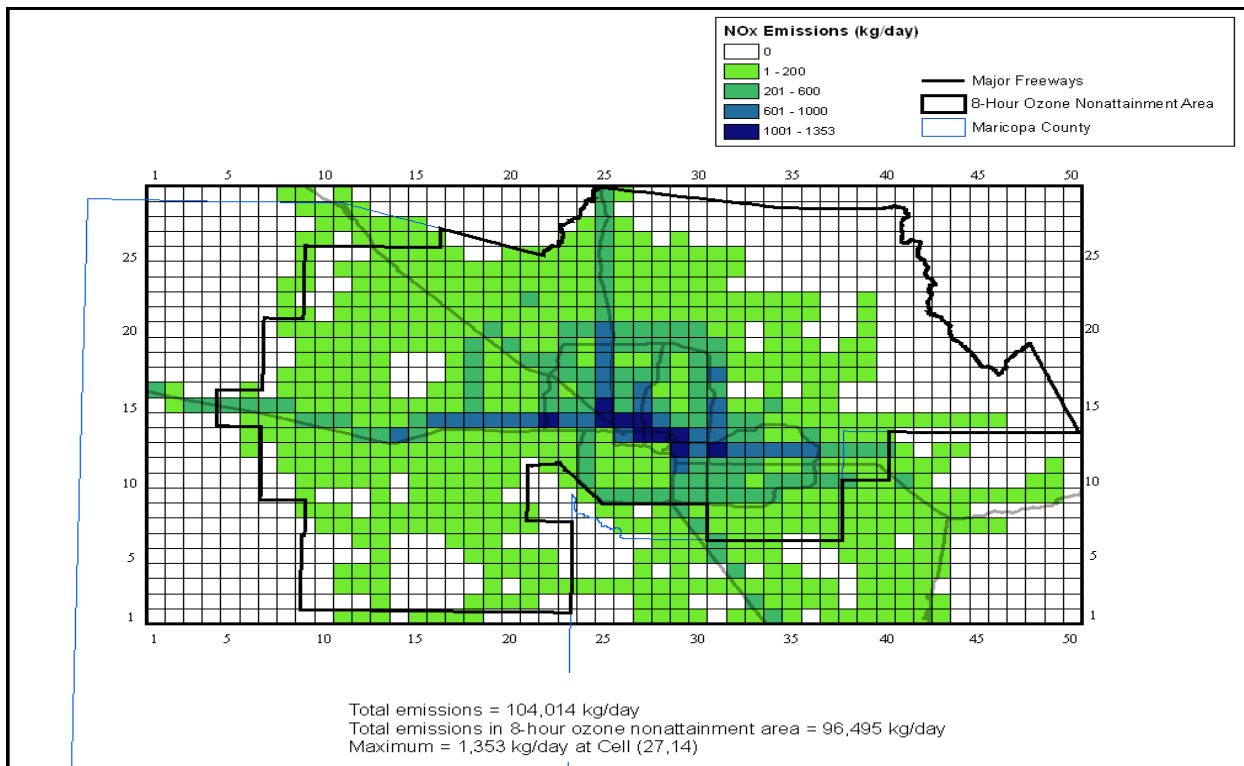 NOx Emissions (kg/day)
0
1 - 200
201 - 600
601 - 1000
1001 - 1353
Major Freeways
8-Hour Ozone Nonattainment Area
Maricopa County
1 5 10 15 20 25 30 35 40 45 50
25 25
20 20
15 15
10 10
5 5
1 1
1 5 10 15 20 25 30 35 40 45 50
Total emissions = 104,014 kg/day
Total emissions in 8-hour ozone nonattainment area = 96,495 kg/day
Maximum = 1,353 kg/day at Cell (27,14)